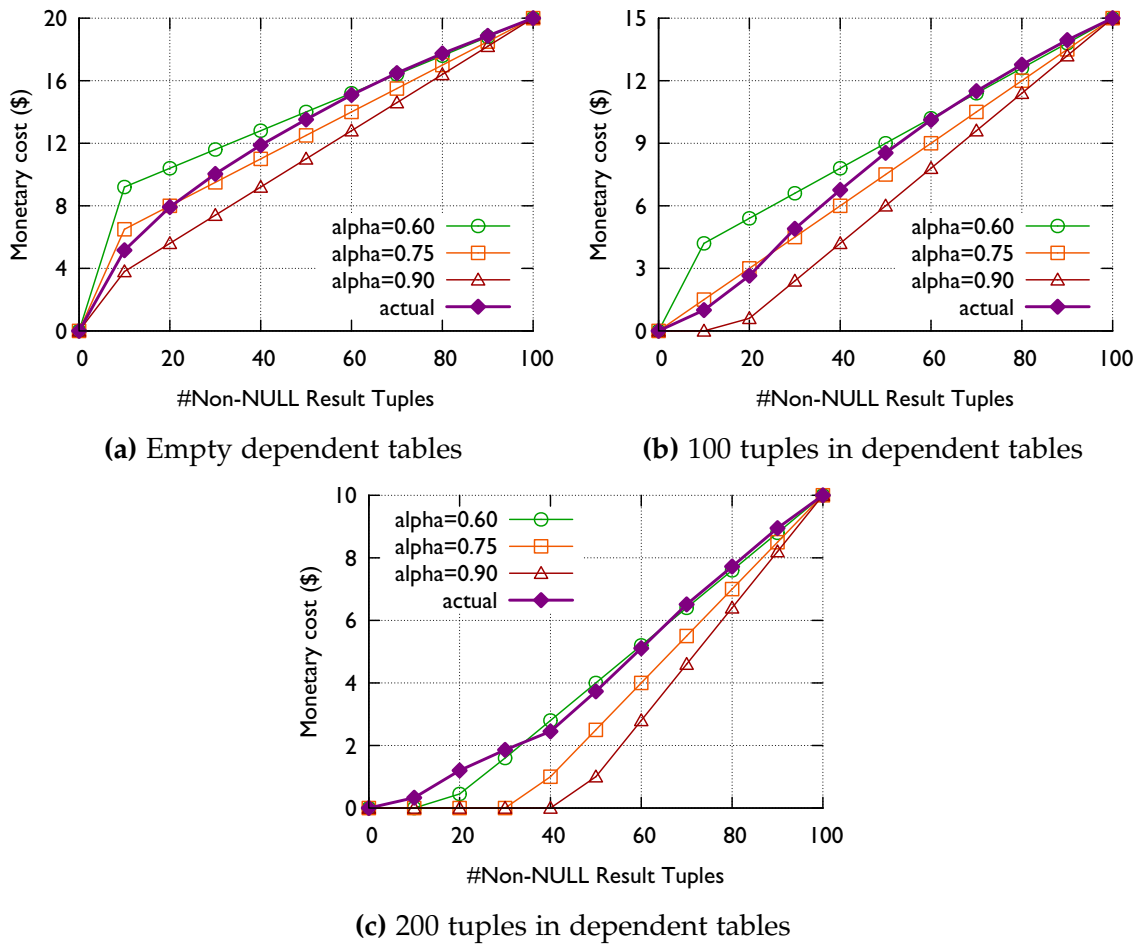 20
16
12
8
4
0
Monetary cost ($)
alpha=0.60
alpha=0.75
alpha=0.90
actual
0 20 40 60 80 100
#Non-NULL Result Tuples
(a) Empty dependent tables
15
12
9
6
3
0
Monetary cost ($)
alpha=0.60
alpha=0.75
alpha=0.90
actual
0 20 40 60 80 100
#Non-NULL Result Tuples
(b) 100 tuples in dependent tables
10
8
6
4
2
0
Monetary cost ($)
alpha=0.60
alpha=0.75
alpha=0.90
actual
0 20 40 60 80 100
#Non-NULL Result Tuples
(c) 200 tuples in dependent tables